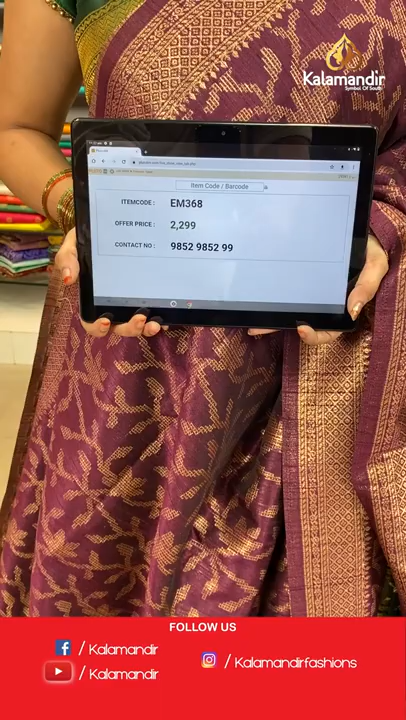 Kalamandir
Symbol Of South
Item Code / Barcode
ITEMCODE : EM368
OFFER PRICE : 2,299
CONTACT NO : 9852 9852 99
FOLLOW US
/ Kalamandir
/ Kalamandirfashions
YouTube / Kalamandir